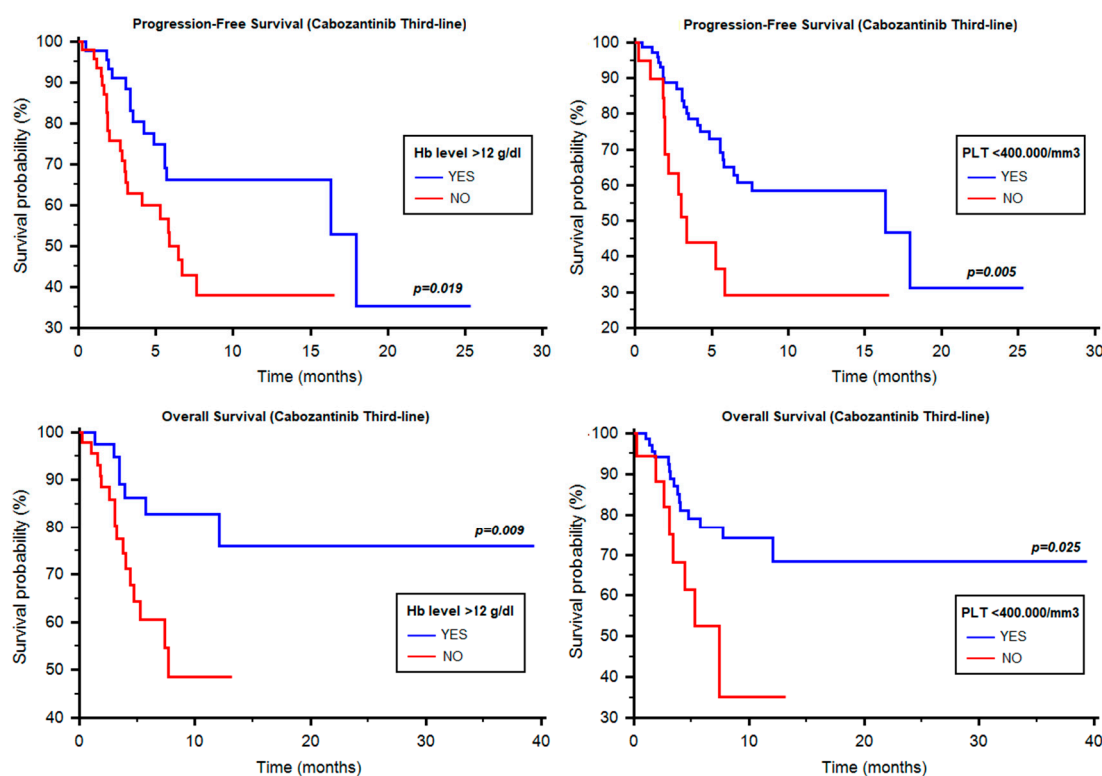 Progression-Free Survival (Cabozantinib Third-line)
100
90
80
70
60
50
40
30
Survival probability (%)
Hb level >12 g/dl
YES
NO
p=0.019
0 5 10 15 20 25 30
Time (months)
Progression-Free Survival (Cabozantinib Third-line)
100
90
80
70
60
50
40
30
20
Survival probability (%)
PLT <400.000/mm3
YES
NO
p=0.005
0 5 10 15 20 25 30
Time (months)
Overall Survival (Cabozantinib Third-line)
100
90
80
70
60
50
40
Survival probability (%)
p=0.009
Hb level >12 g/dl
YES
NO
0 10 20 30 40
Time (months)
Overall Survival (Cabozantinib Third-line)
100
90
80
70
60
50
40
30
Survival probability (%)
p=0.025
PLT <400.000/mm3
YES
NO
0 10 20 30 40
Time (months)